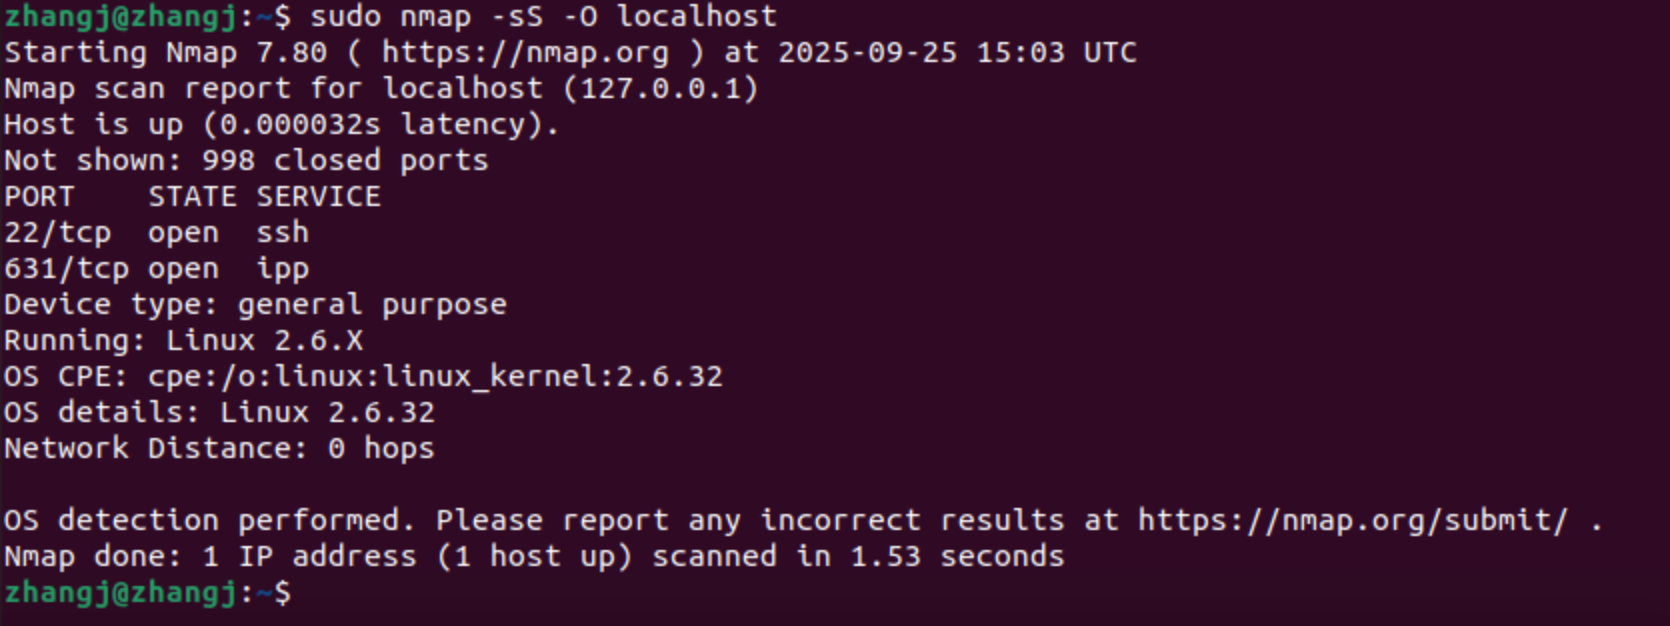 zhangj@zhangj:~$ sudo nmap -sS -O localhost
Starting Nmap 7.80 ( https://nmap.org ) at 2025-09-25 15:03 UTC
Nmap scan report for localhost (127.0.0.1)
Host is up (0.000032s latency).
Not shown: 998 closed ports
PORT    STATE SERVICE
22/tcp  open  ssh
631/tcp open  ipp
Device type: general purpose
Running: Linux 2.6.X
OS CPE: cpe:/o:linux:linux_kernel:2.6.32
OS details: Linux 2.6.32
Network Distance: 0 hops

OS detection performed. Please report any incorrect results at https://nmap.org/submit/ .
Nmap done: 1 IP address (1 host up) scanned in 1.53 seconds
zhangj@zhangj:~$